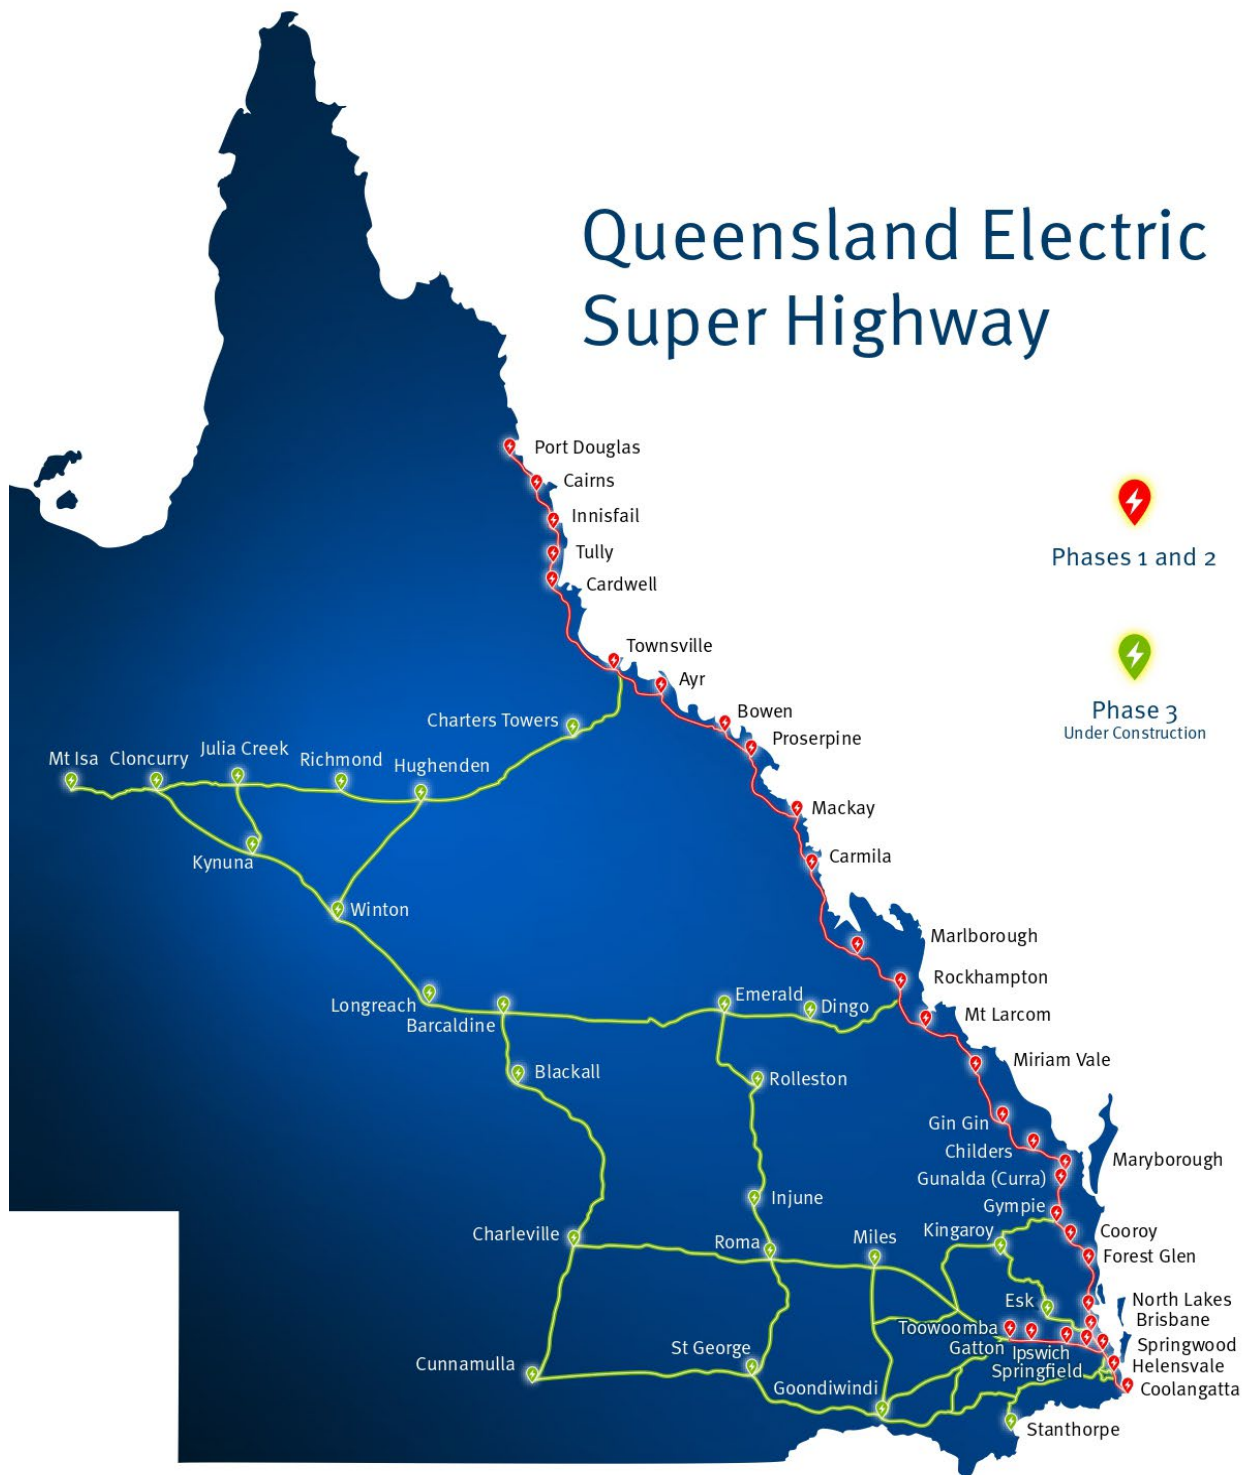 Queensland Electric
Super Highway
Port Douglas
Cairns
Innisfail
Tully
Cardwell
Phases 1 and 2
Townsville
Ayr
Bowen
Proserpine
Phase 3
Under Construction
Charters Towers
Mt Isa
Cloncurry
Julia Creek
Richmond
Hughenden
Mackay
Carmila
Kynuna
Winton
Marlborough
Rockhampton
Mt Larcom
Longreach
Barcaldine
Emerald
Dingo
Miriam Vale
Blackall
Rolleston
Gin Gin
Childers
Maryborough
Gunalda (Curra)
Injune
Gympie
Charleville
Roma
Miles
Kingaroy
Cooroy
Forest Glen
Esk
North Lakes
Brisbane
Toowoomba
Gatton
Ipswich
Springfield
Springwood
Helensvale
Coolangatta
Cunnamulla
St George
Goondiwindi
Stanthorpe